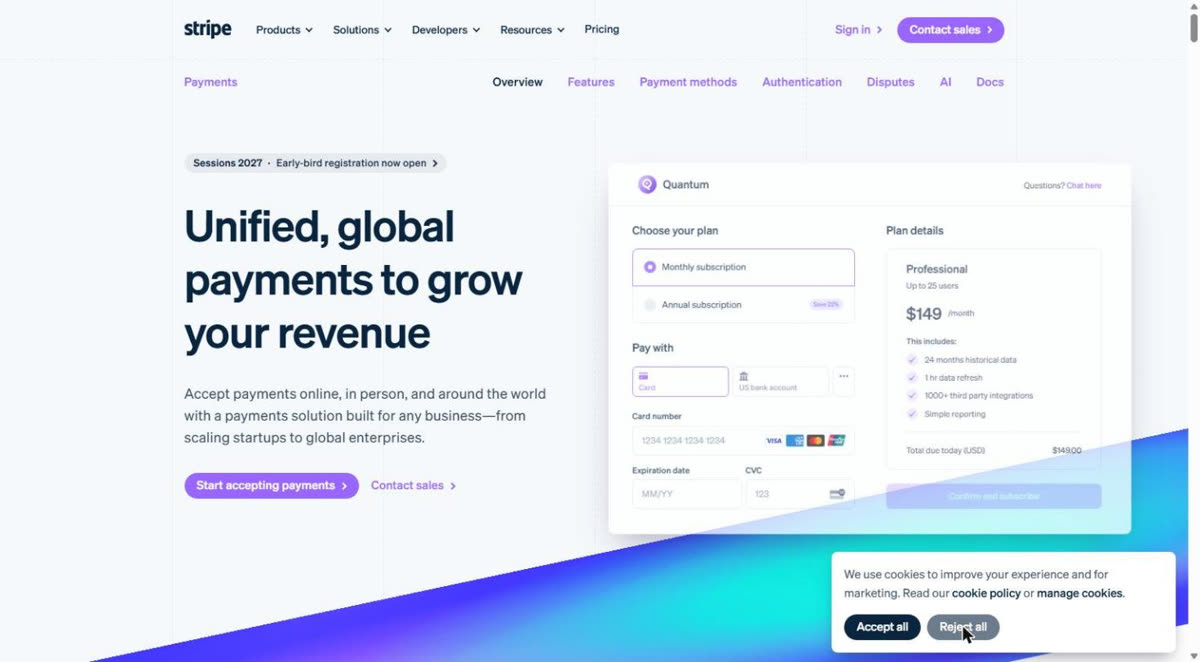 stripe
Products
Solutions
Developers
Resources
Pricing
Sign in
Contact sales
Payments
Overview
Features
Payment methods
Authentication
Disputes
AI
Docs
Sessions 2027 · Early-bird registration now open
Unified, global
payments to grow
your revenue
Accept payments online, in person, and around the world
with a payments solution built for any business—from
scaling startups to global enterprises.
Start accepting payments
Contact sales
Quantum
Questions? Chat here
Choose your plan
Monthly subscription
Annual subscription
Pay with
Card
US bank account
Card number
1234 1234 1234 1234
VISA
Expiration date
CVC
MM/YY
123
Plan details
Professional
Up to 25 users
$149 /month
This includes:
24 months historical data
1 hr data refresh
1000+ third party integrations
Simple reporting
Total due today (USD)
$149.00
Confirm and subscribe
We use cookies to improve your experience and for
marketing. Read our cookie policy or manage cookies.
Accept all
Reject all